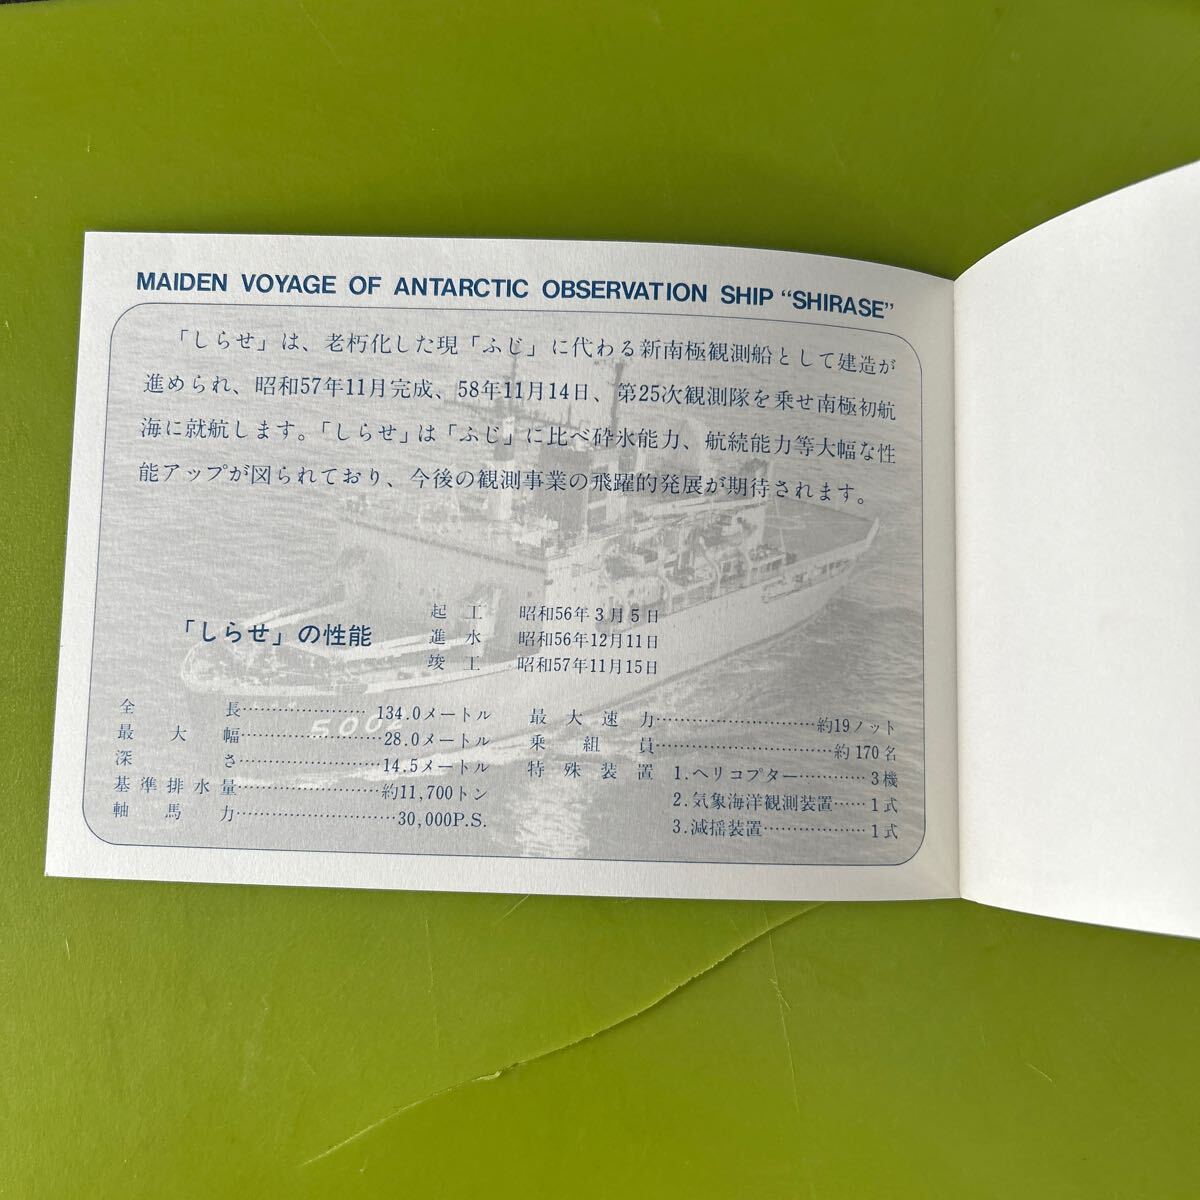 MAIDEN VOYAGE OF ANTARCTIC OBSERVATION SHIP “SHIRASE”
「しらせ」は、老朽化した現「ふじ」に代わる新南極観測船として建造が
進められ、昭和57年11月完成、58年11月14日、第25次観測隊を乗せ南極初航
海に就航します。「しらせ」は「ふじ」に比べ砕氷能力、航続能力等大幅な性
能アップが図られており、今後の観測事業の飛躍的発展が期待されます。
「しらせ」の性能
起工 昭和56年3月5日
進水 昭和56年12月11日
竣工 昭和57年11月15日
全長…………………134.0メートル
最大幅…………………28.0メートル
深さ…………………14.5メートル
基準排水量…………………約11,700トン
軸馬力…………………30,000P.S.
最大速力…………………約19ノット
乗組員…………………約170名
特殊装置 1.ヘリコプター…………3機
2.気象海洋観測装置……1式
3.減揺装置………………1式
5002